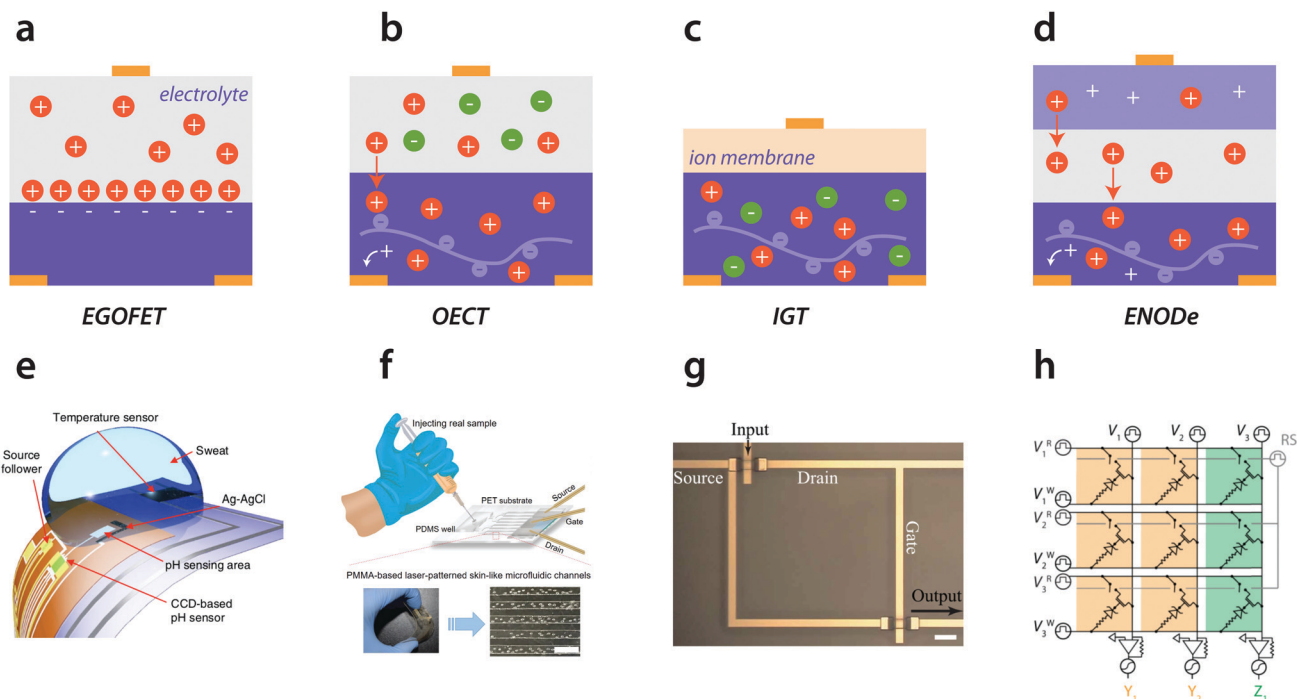 a
b
c
d
electrolyte
ion membrane
EGOFET
OECT
IGT
ENODe
e
f
g
h
Temperature sensor
Source
follower
Sweat
Ag-AgCl
pH sensing area
CCD-based
pH sensor
Injecting real sample
PET substrate
PDMS well
Source
Gate
Drain
PMMA-based laser-patterned skin-like microfluidic channels
Input
Source
Drain
Gate
Output
V1 V2 V3
RS
V1R
V1W
V2R
V2W
V3R
V3W